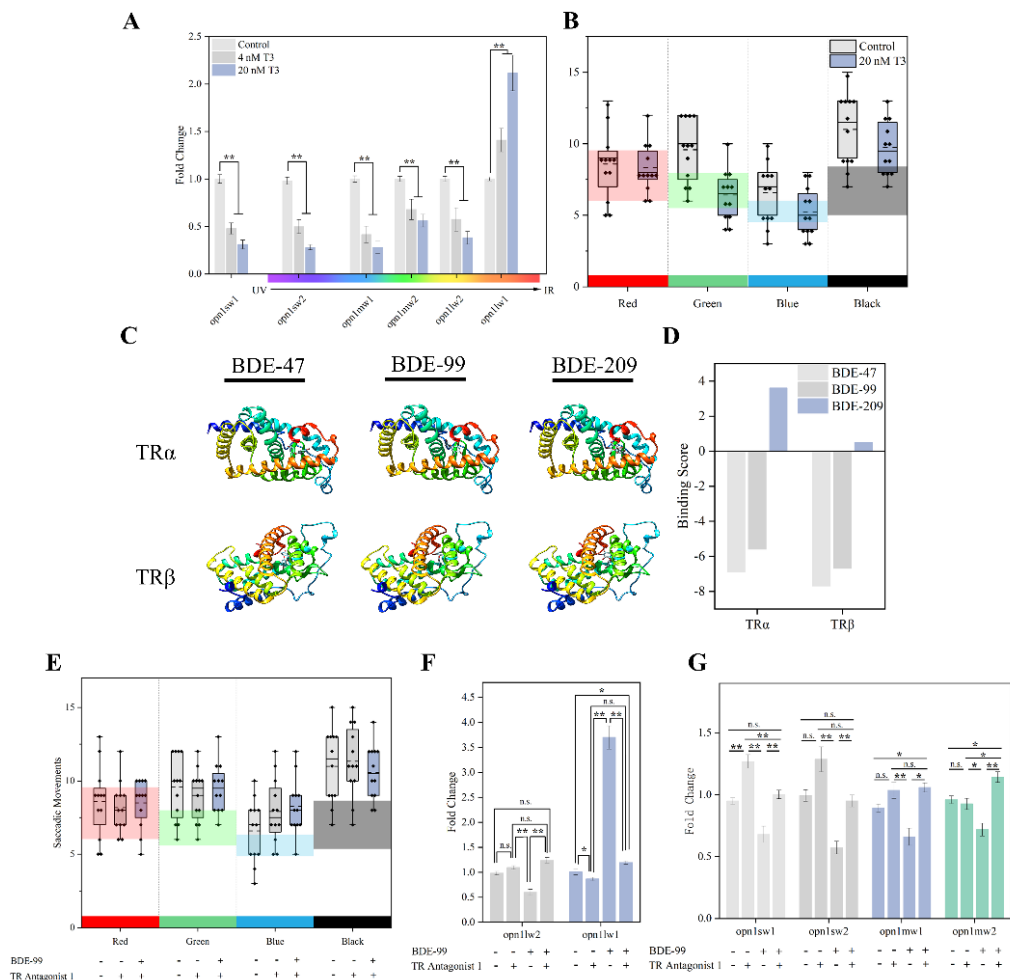 A
Control
4 nM T3
20 nM T3
**
**
**
**
**
**
2.5
2.0
1.5
1.0
0.5
0.0
Fold Change
UV
IR
opn1sw1
opn1sw2
opn1mw1
opn1mw2
opn1lw2
opn1lw1
B
Control
20 nM T3
15
10
5
0
Red
Green
Blue
Black
C
BDE-47
BDE-99
BDE-209
TRα
TRβ
D
BDE-47
BDE-99
BDE-209
4
2
0
-2
-4
-6
-8
Binding Score
TRα
TRβ
E
15
10
5
0
Saccadic Movements
Red
Green
Blue
Black
BDE-99 - - + - - + - - + - - +
TR Antagonist 1 - + + - + + - + + - + +
F
4.5
4.0
3.5
3.0
2.5
2.0
1.5
1.0
0.5
0.0
Fold Change
n.s.
n.s.
n.s.
**
**
*
n.s.
**
**
*
opn1lw2
opn1lw1
BDE-99 - - + + - - + +
TR Antagonist 1 - + - + - + - +
G
1.5
1.0
0.5
0.0
Fold Change
n.s.
**
**
**
**
n.s.
n.s.
n.s.
**
**
*
n.s.
**
*
*
*
n.s.
*
**
opn1sw1
opn1sw2
opn1mw1
opn1mw2
BDE-99 - - + + - - + + - - + + - - + +
TR Antagonist 1 - + - + - + - + - + - + - + - +